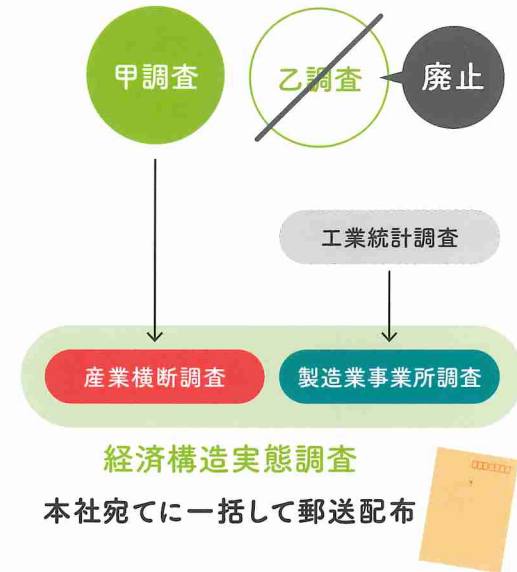 甲調査
乙調査
廃止
工業統計調査
産業横断調査
製造業事業所調査
経済構造実態調査
本社宛てに一括して郵送配布